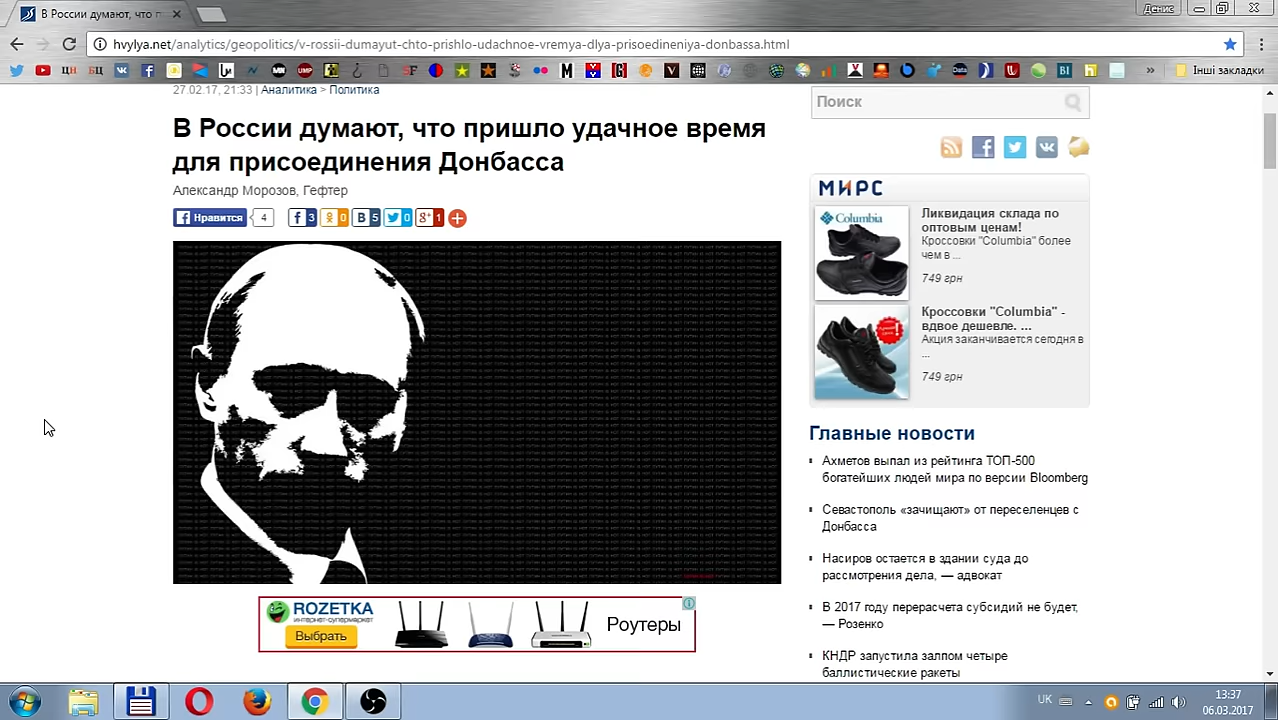 В России думают, что п
Денис
hvylya.net/analytics/geopolitics/v-rossii-dumayut-chto-prishlo-udachnoe-vremya-dlya-prisoedineniya-donbassa.html
Інші закладки
27.02.17, 21:33 | Аналитика > Политика
В России думают, что пришло удачное время
для присоединения Донбасса
Александр Морозов, Гефтер
Нравится 4 3 0 5 0 1
ROZETKA
интернет-супермаркет
Выбрать
Роутеры
Поиск
МИРС
Columbia
Ликвидация склада по
оптовым ценам!
Кроссовки "Columbia" более
чем в ...
749 грн
Кроссовки "Columbia" -
вдвое дешевле. ...
Акция заканчивается сегодня в
...
749 грн
Главные новости
Ахметов выпал из рейтинга ТОП-500
богатейших людей мира по версии Bloomberg
Севастополь «зачищают» от переселенцев с
Донбасса
Насиров остается в здании суда до
рассмотрения дела, — адвокат
В 2017 году перерасчета субсидий не будет,
— Розенко
КНДР запустила залпом четыре
баллистические ракеты
UK
13:37
06.03.2017